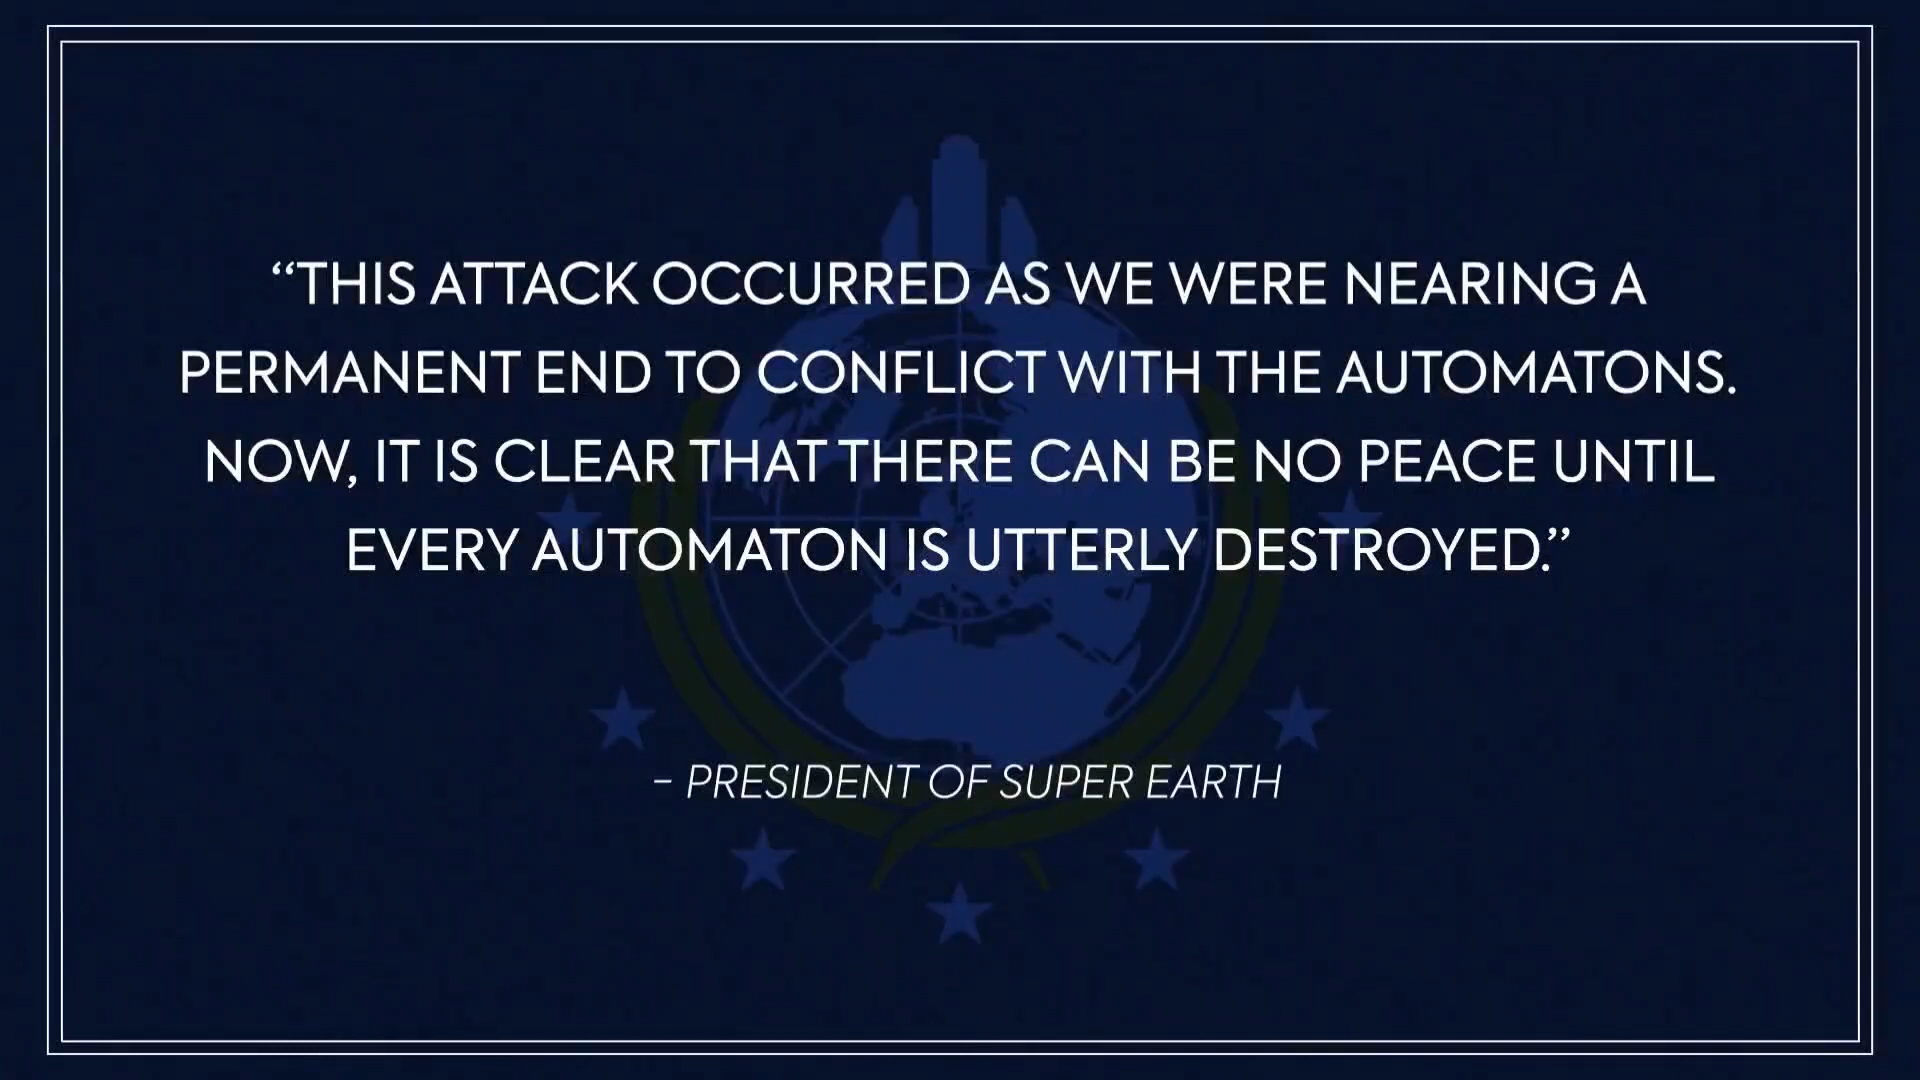 “THIS ATTACK OCCURRED AS WE WERE NEARING A
PERMANENT END TO CONFLICT WITH THE AUTOMATONS.
NOW, IT IS CLEAR THAT THERE CAN BE NO PEACE UNTIL
EVERY AUTOMATON IS UTTERLY DESTROYED.”
– PRESIDENT OF SUPER EARTH